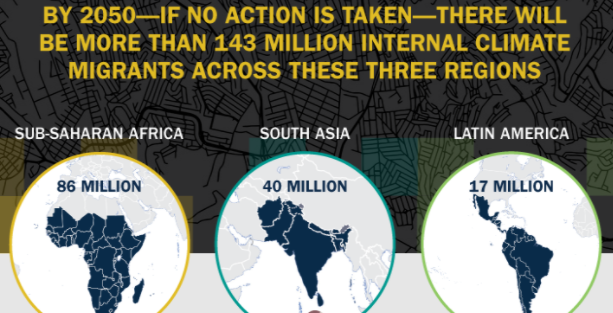 BY 2050—IF NO ACTION IS TAKEN—THERE WILL
BE MORE THAN 143 MILLION INTERNAL CLIMATE
MIGRANTS ACROSS THESE THREE REGIONS
SUB-SAHARAN AFRICA
SOUTH ASIA
LATIN AMERICA
86 MILLION
40 MILLION
17 MILLION